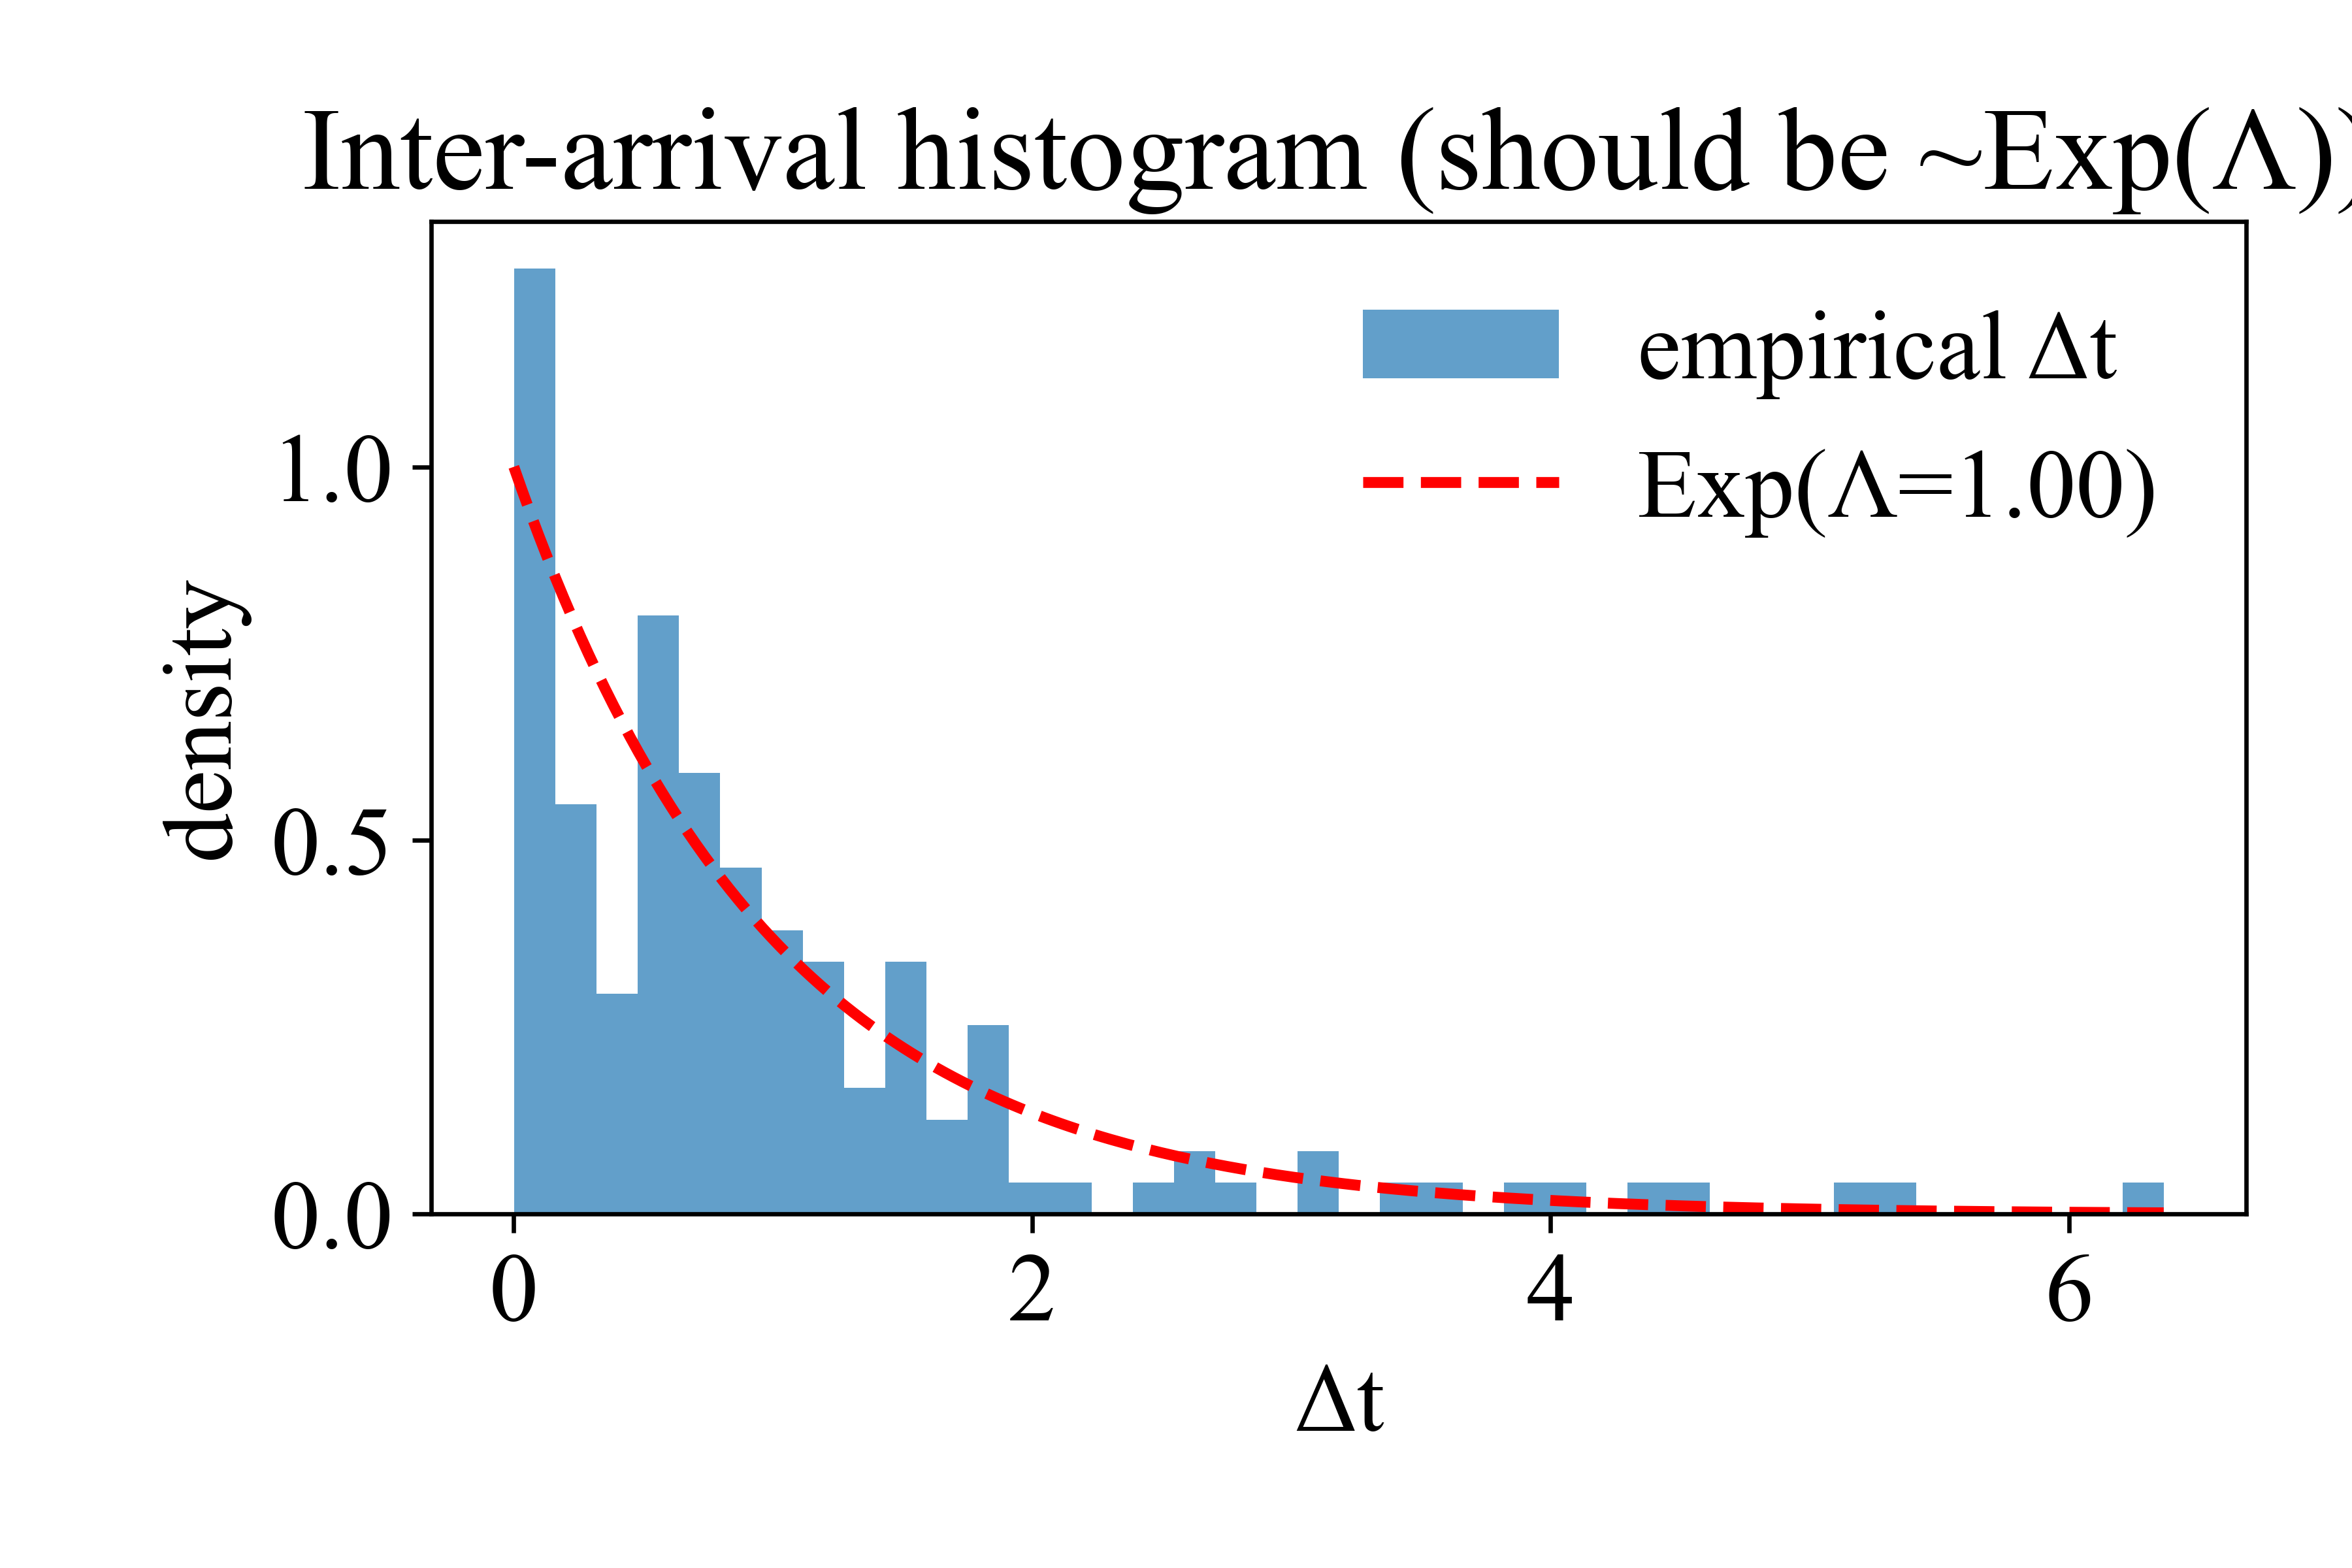 Inter-arrival histogram (should be ~Exp(Λ))
empirical Δt
Exp(Λ=1.00)
density
1.0
0.5
0.0
0
2
4
6
Δt